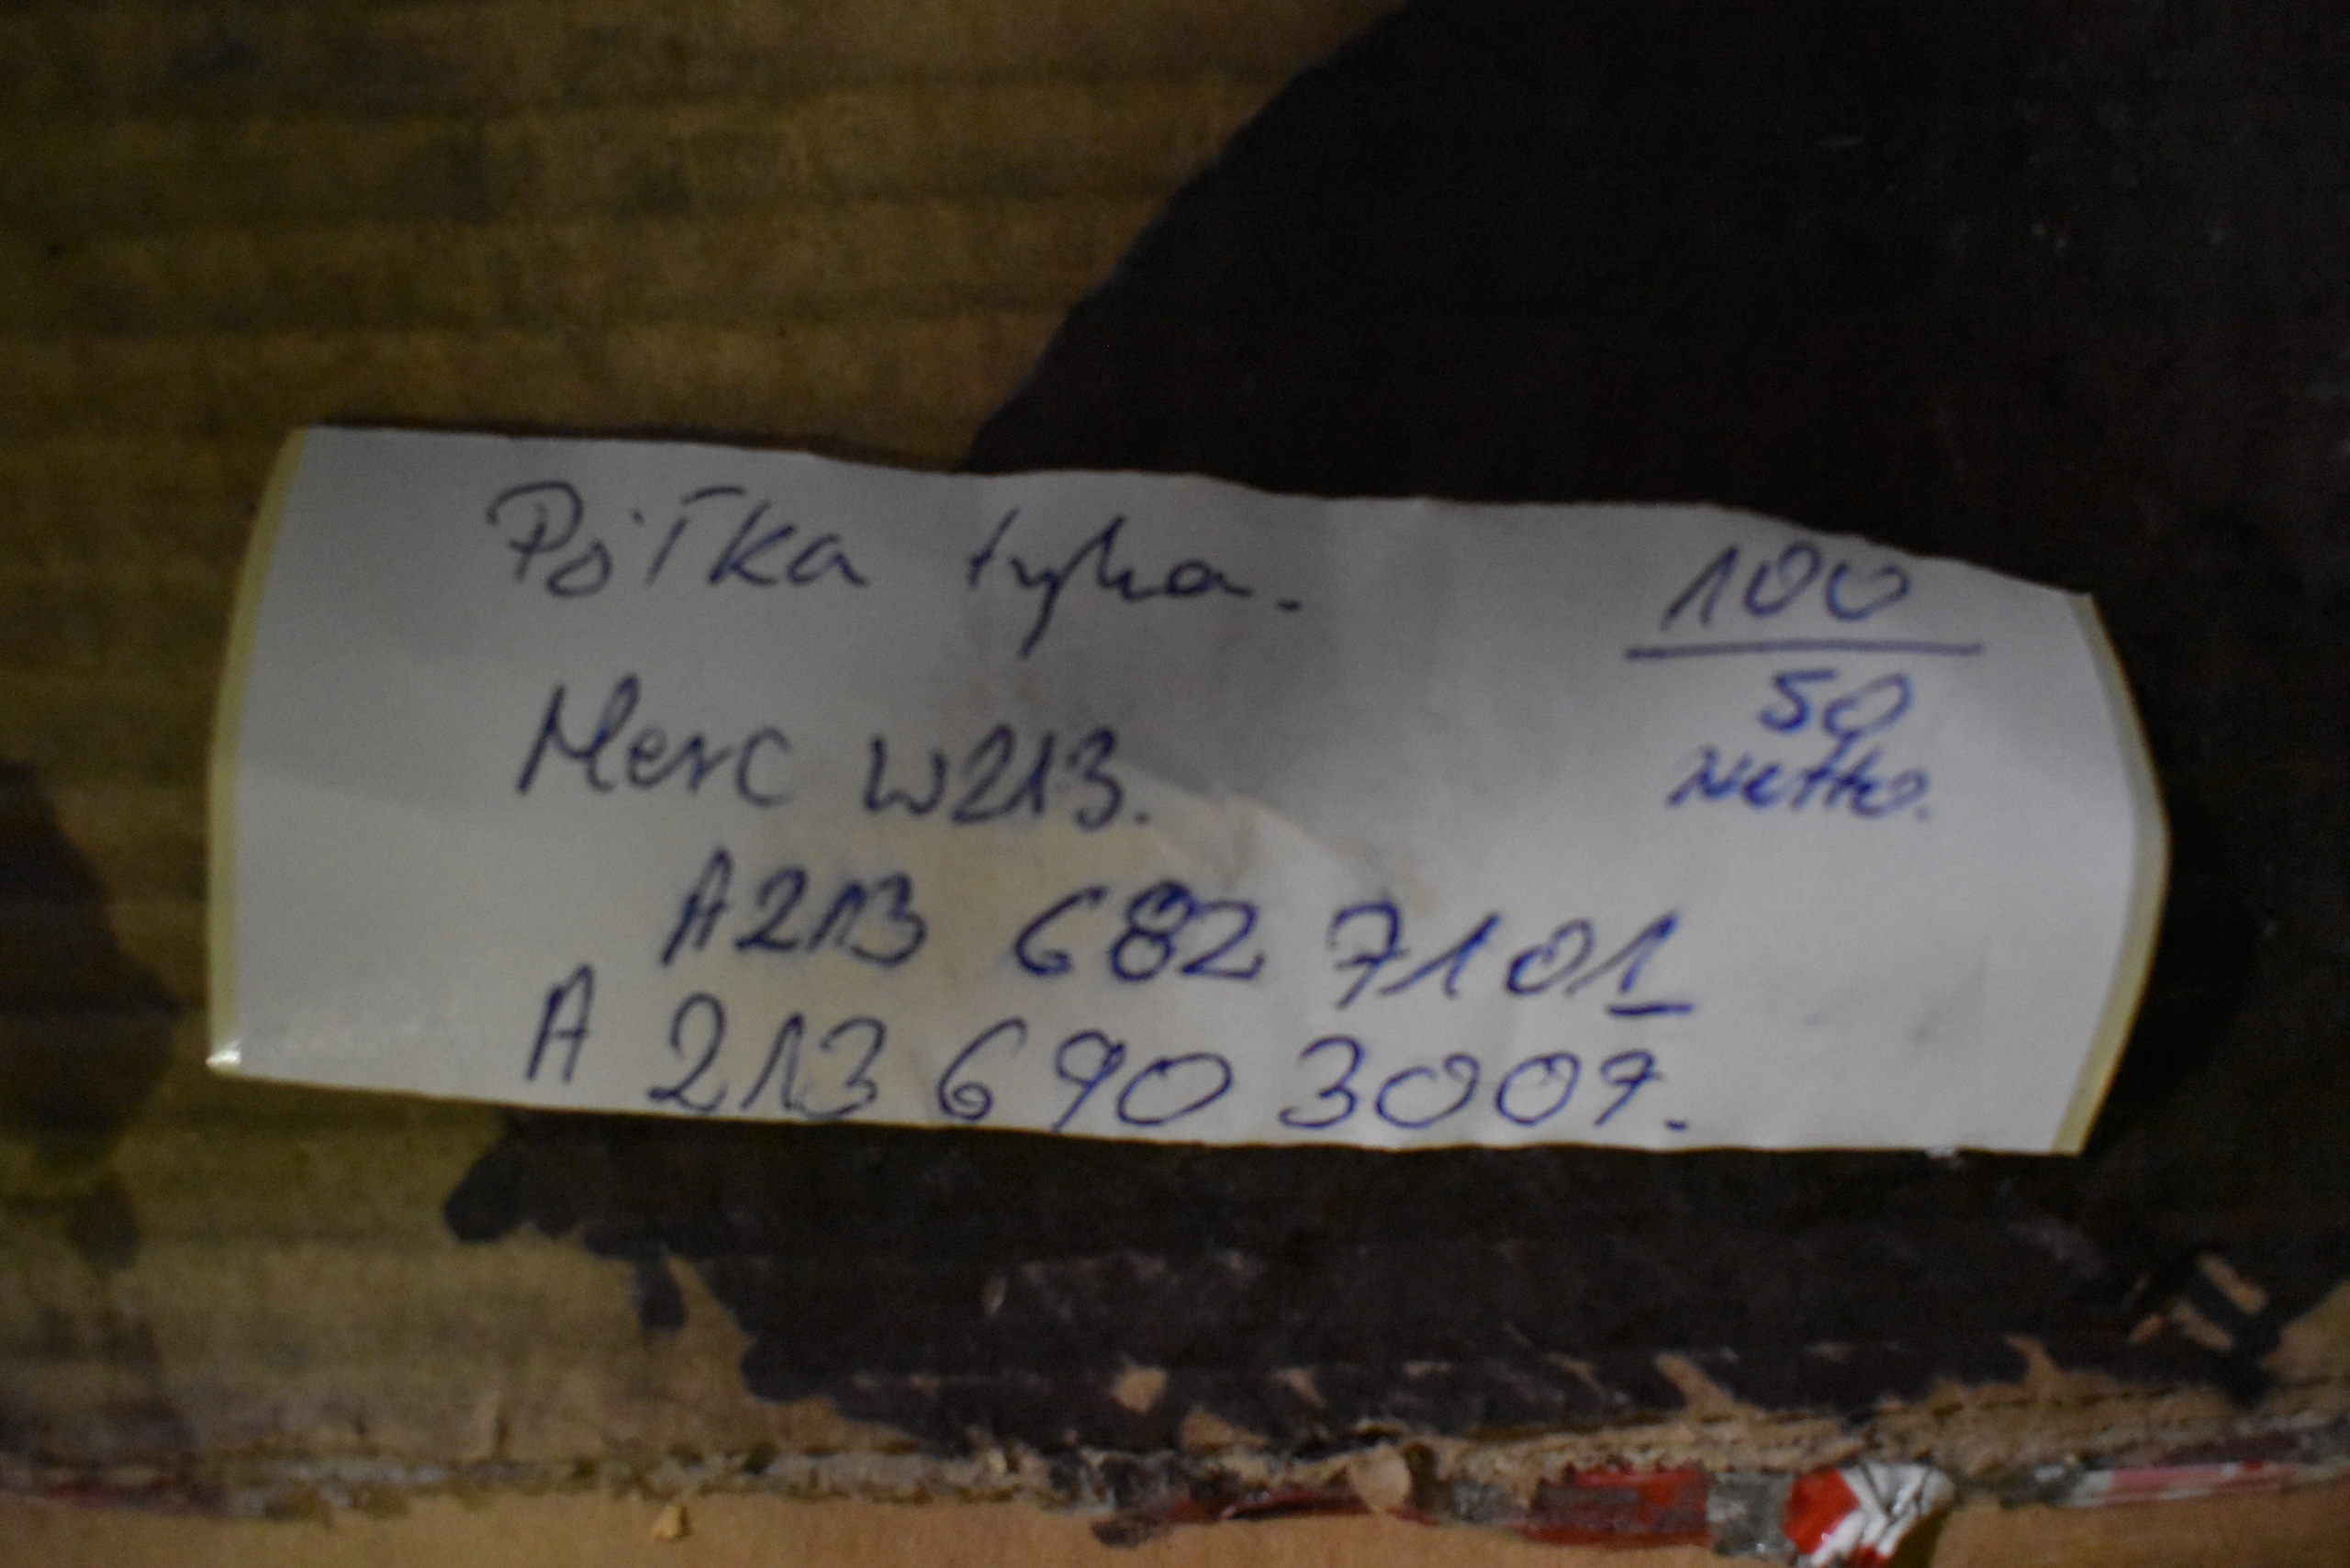 Półka tylna.
100
50
Netto.
Merc W213.
A213 682 7101
A 213 690 3007.